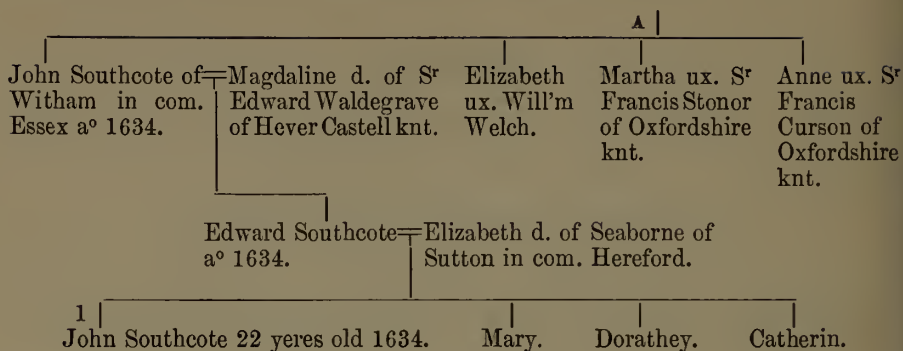 A
John Southcote of
Witham in com.
Essex aº 1634.
Magdaline d. of Sʳ
Edward Waldegrave
of Hever Castell knt.
Elizabeth
ux. Will'm
Welch.
Martha ux. Sʳ
Francis Stonor
of Oxfordshire
knt.
Anne ux. Sʳ
Francis
Curson of
Oxfordshire
knt.
Edward Southcote
aº 1634.
Elizabeth d. of Seaborne of
Sutton in com. Hereford.
1
John Southcote 22 yeres old 1634.
Mary.
Dorathey.
Catherin.